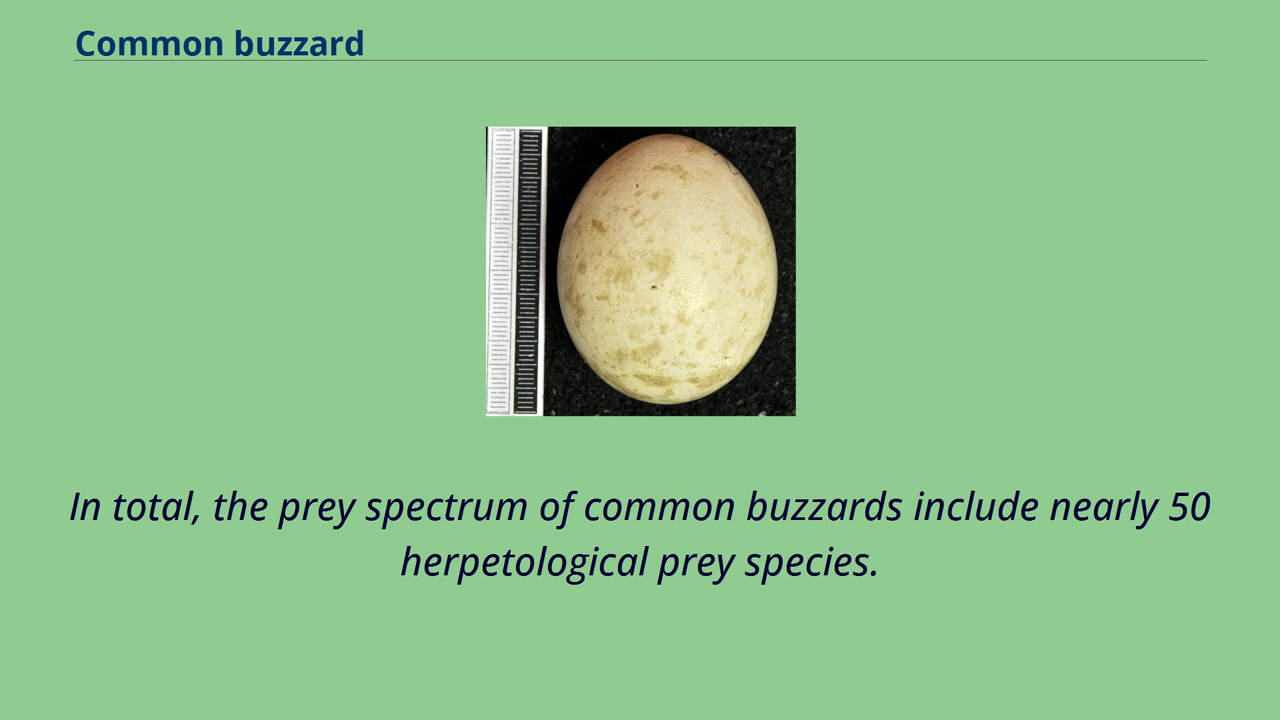 Common buzzard
In total, the prey spectrum of common buzzards include nearly 50
herpetological prey species.